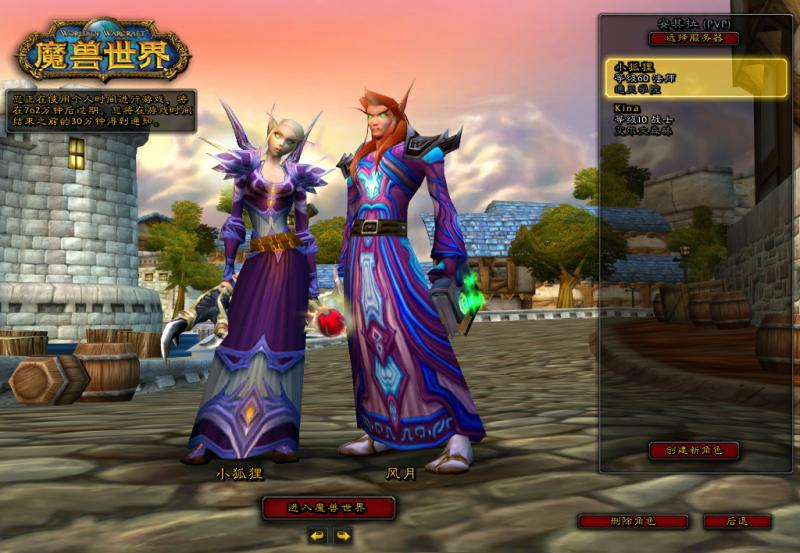 WORLD OF WARCRAFT
魔兽世界
安其拉 (PVP)
选择服务器
小狐狸
等级60 法师
通灵学院
Kina
等级10 战士
艾尔文森林
您正在使用个人时间进行游戏，将
在762分钟后过期，您将在游戏时间
结束之前的30分钟得到通知。
小狐狸
风月
创建新角色
进入魔兽世界
删除角色
后退